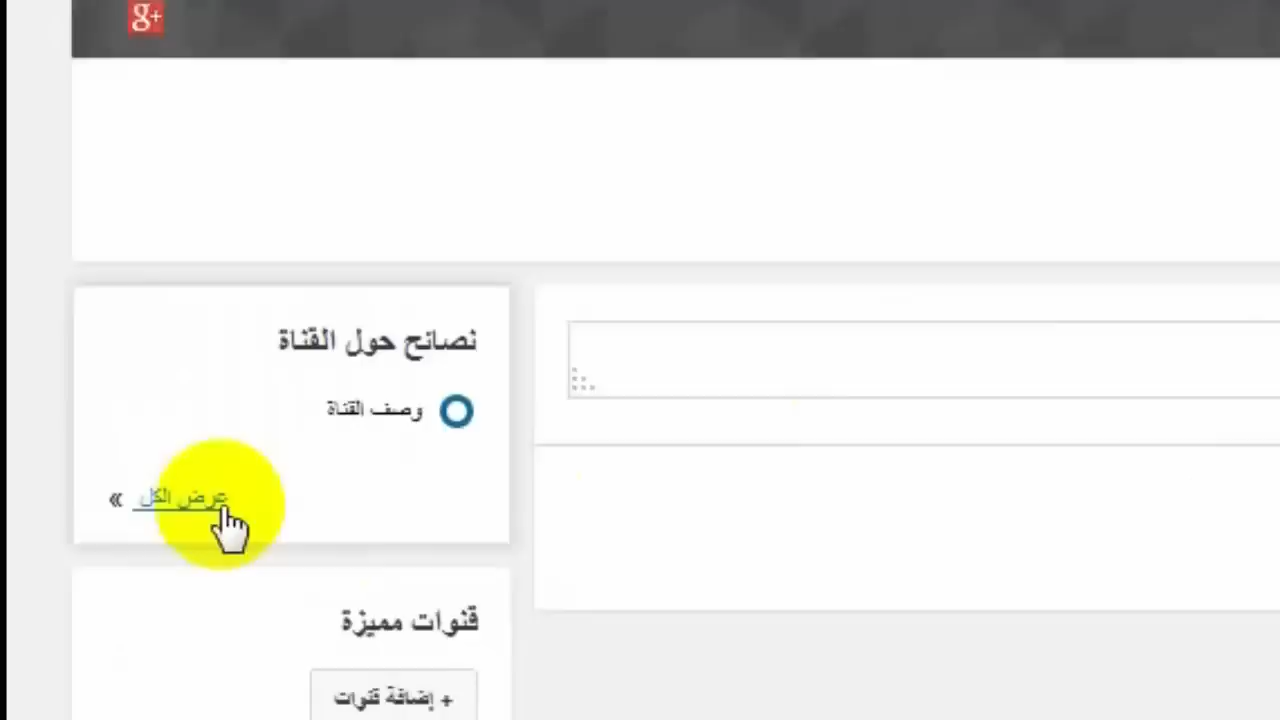 g+
نصائح حول القناة
وصف القناة
عرض الكل »
قنوات مميزة
+ إضافة قنوات